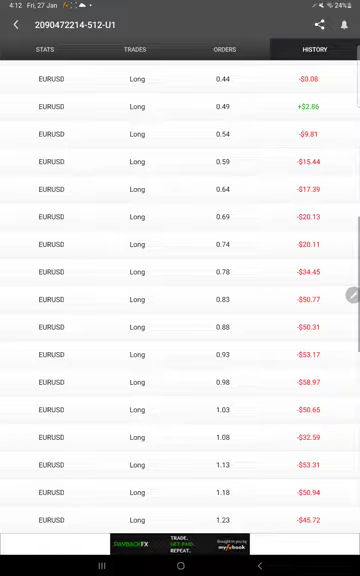 4:12 Fri, 27 Jan 24%
2090472214-512-U1
STATS TRADES ORDERS HISTORY
EURUSD Long 0.44 -$0.08
EURUSD Long 0.49 +$2.86
EURUSD Long 0.54 -$9.81
EURUSD Long 0.59 -$15.44
EURUSD Long 0.64 -$17.39
EURUSD Long 0.69 -$20.13
EURUSD Long 0.74 -$20.11
EURUSD Long 0.78 -$34.45
EURUSD Long 0.83 -$50.77
EURUSD Long 0.88 -$50.31
EURUSD Long 0.93 -$53.17
EURUSD Long 0.98 -$58.97
EURUSD Long 1.03 -$50.65
EURUSD Long 1.08 -$32.59
EURUSD Long 1.13 -$53.31
EURUSD Long 1.18 -$50.94
EURUSD Long 1.23 -$45.72
PAYBACKFX
TRADE.
GET PAID.
REPEAT.
Brought to you by
myfxbook